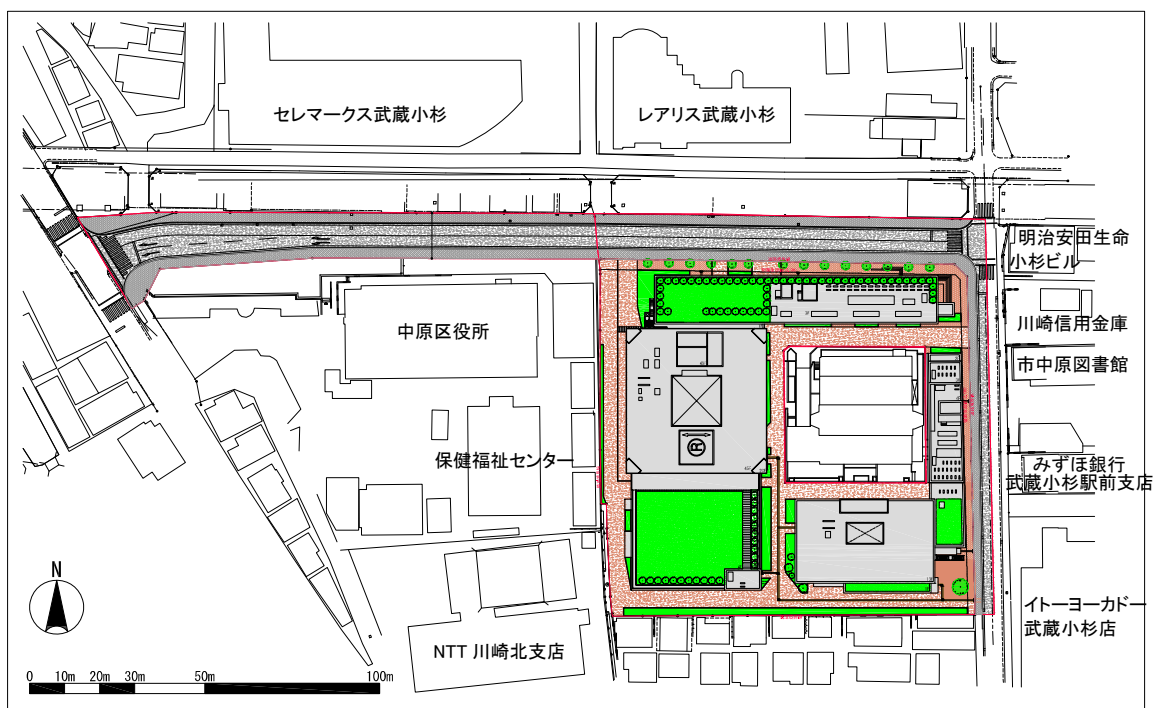 セレマークス武蔵小杉
レアリス武蔵小杉
明治安田生命
小杉ビル
川崎信用金庫
市中原図書館
中原区役所
保健福祉センター
みずほ銀行
武蔵小杉駅前支店
イトーヨーカドー
武蔵小杉店
NTT 川崎北支店
N
R
0 10m 20m 30m 50m 100m